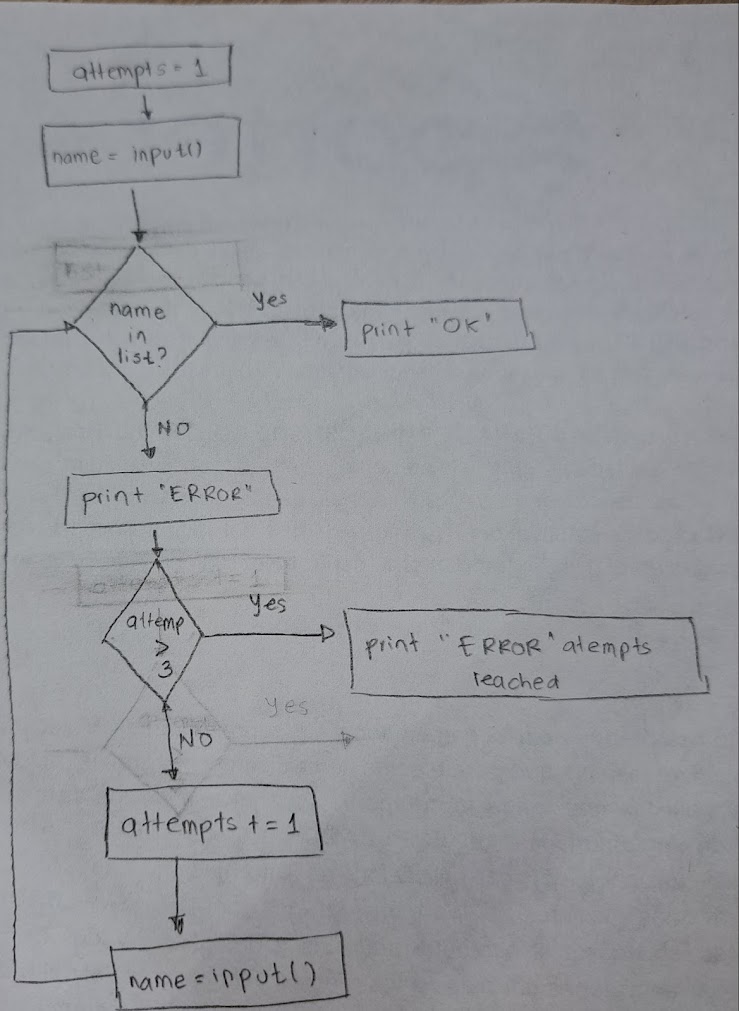 attempts = 1
name = input()
name
in
list?
Yes
print "OK"
NO
print "ERROR"
attemp
>
3
Yes
print "ERROR" atempts
reached
Yes
NO
attempts += 1
name = input()